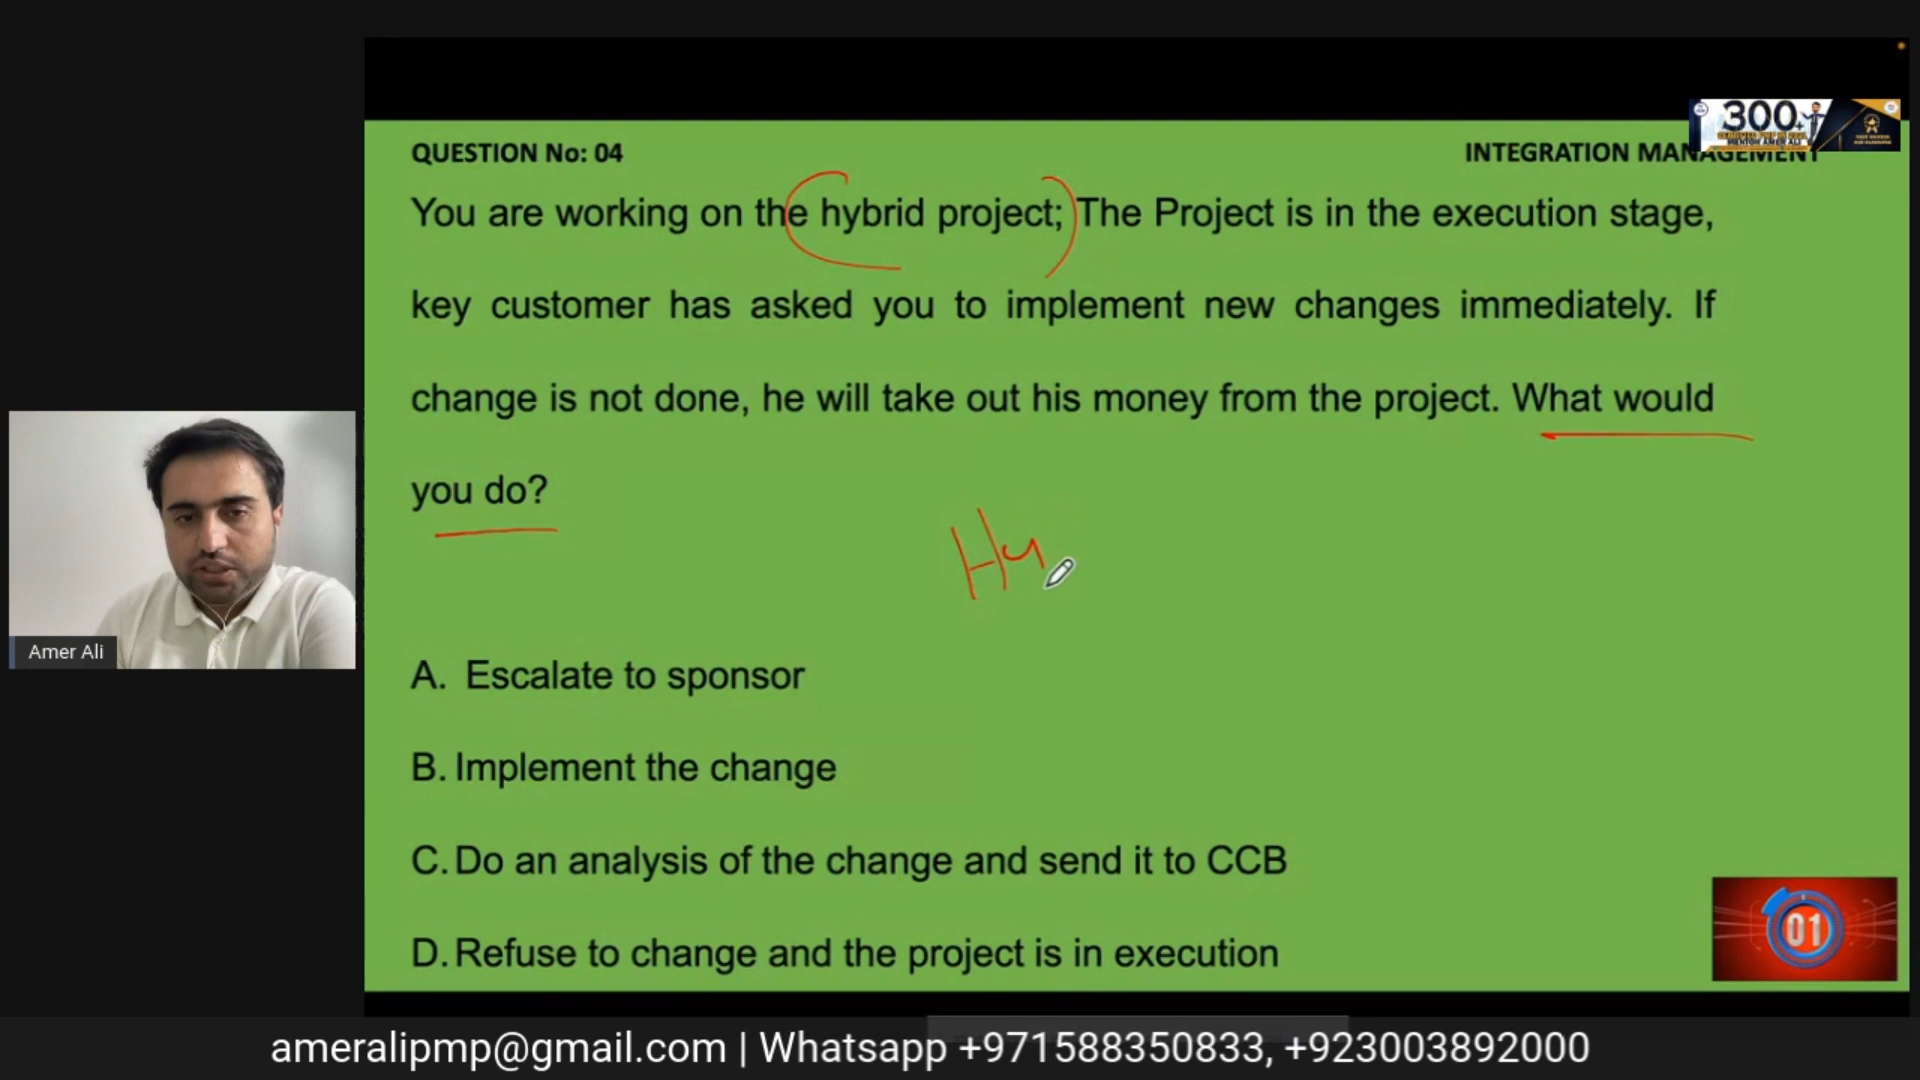 300+
QUESTION No: 04
INTEGRATION MANAGEMENT
You are working on the hybrid project; The Project is in the execution stage,
key customer has asked you to implement new changes immediately. If
change is not done, he will take out his money from the project. What would
you do?
Hy
A. Escalate to sponsor
B. Implement the change
C. Do an analysis of the change and send it to CCB
D. Refuse to change and the project is in execution
Amer Ali
01
ameralipmp@gmail.com | Whatsapp +971588350833, +923003892000